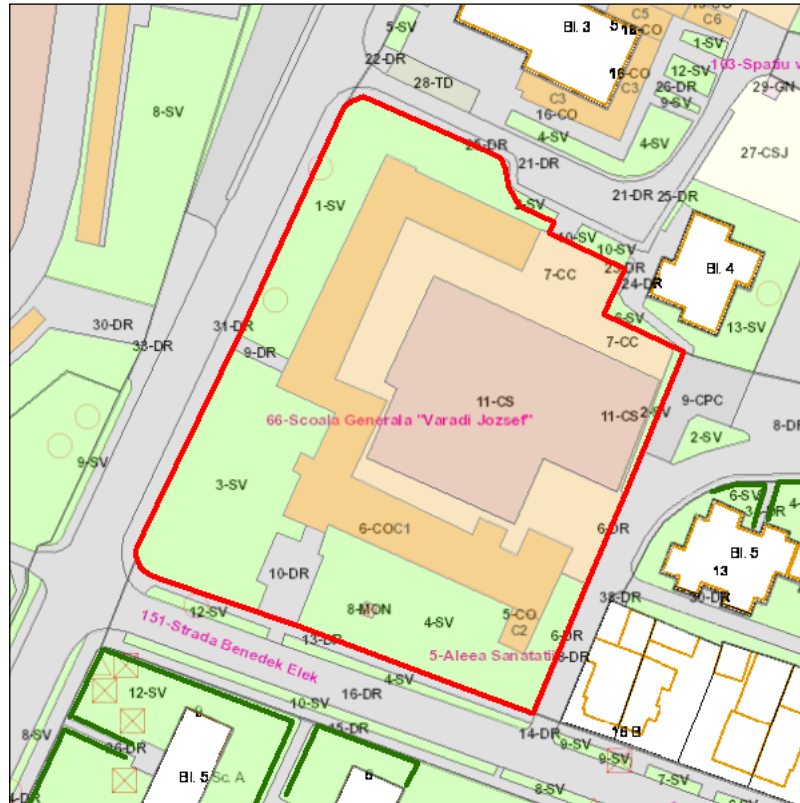 5-SV
Bl. 3
5
C5
18-CO
C6
1-SV
22-DR
103-Spatiu v
28-TD
16-CO
C3
12-SV
26-DR
29-GN
8-SV
C3
9-SV
16-CO
4-SV
4-SV
27-CSJ
21-DR
1-SV
2-SV
21-DR
25-DR
10-SV
10-SV
7-CC
Bl. 4
24-DR
30-DR
31-DR
6-SV
13-SV
33-DR
9-DR
7-CC
11-CS
9-CPC
66-Scoala Generala "Varadi Jozsef"
11-CS
2-SV
8-DR
2-SV
9-SV
3-SV
6-SV
6-COC1
6-DR
Bl. 5
13
10-DR
38-DR
30-DR
8-MON
4-SV
5-CO
C2
12-SV
151-Strada Benedek Elek
13-DR
6-DR
5-Aleea Sanatatii
4-SV
12-SV
16-DR
10-SV
9
15-DR
14-DR
16 B
8-SV
36-DR
9-SV
9-SV
Bl. 5
Sc. A
6
7-SV
8-SV